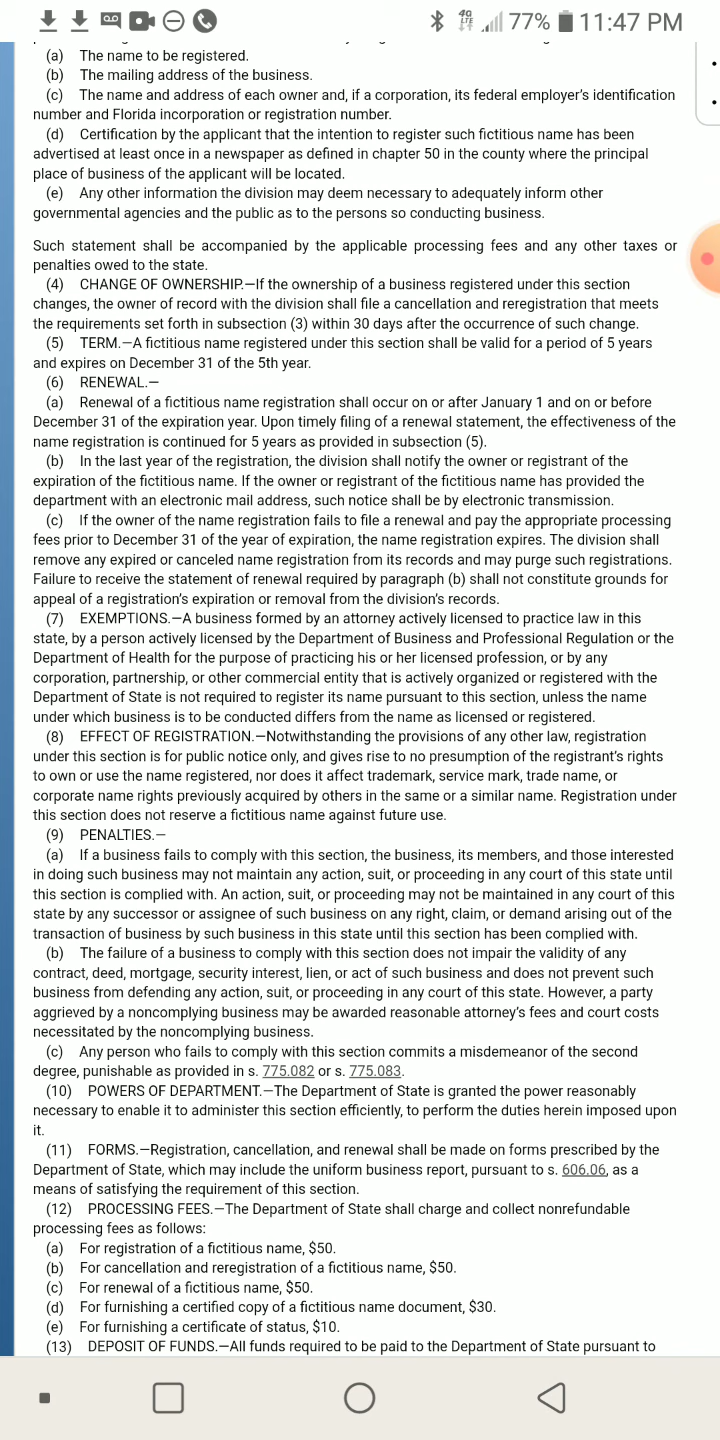 77% 11:47 PM
(a) The name to be registered.
(b) The mailing address of the business.
(c) The name and address of each owner and, if a corporation, its federal employer’s identification
number and Florida incorporation or registration number.
(d) Certification by the applicant that the intention to register such fictitious name has been
advertised at least once in a newspaper as defined in chapter 50 in the county where the principal
place of business of the applicant will be located.
(e) Any other information the division may deem necessary to adequately inform other
governmental agencies and the public as to the persons so conducting business.
Such statement shall be accompanied by the applicable processing fees and any other taxes or
penalties owed to the state.
(4) CHANGE OF OWNERSHIP.—If the ownership of a business registered under this section
changes, the owner of record with the division shall file a cancellation and reregistration that meets
the requirements set forth in subsection (3) within 30 days after the occurrence of such change.
(5) TERM.—A fictitious name registered under this section shall be valid for a period of 5 years
and expires on December 31 of the 5th year.
(6) RENEWAL.—
(a) Renewal of a fictitious name registration shall occur on or after January 1 and on or before
December 31 of the expiration year. Upon timely filing of a renewal statement, the effectiveness of the
name registration is continued for 5 years as provided in subsection (5).
(b) In the last year of the registration, the division shall notify the owner or registrant of the
expiration of the fictitious name. If the owner or registrant of the fictitious name has provided the
department with an electronic mail address, such notice shall be by electronic transmission.
(c) If the owner of the name registration fails to file a renewal and pay the appropriate processing
fees prior to December 31 of the year of expiration, the name registration expires. The division shall
remove any expired or canceled name registration from its records and may purge such registrations.
Failure to receive the statement of renewal required by paragraph (b) shall not constitute grounds for
appeal of a registration’s expiration or removal from the division’s records.
(7) EXEMPTIONS.—A business formed by an attorney actively licensed to practice law in this
state, by a person actively licensed by the Department of Business and Professional Regulation or the
Department of Health for the purpose of practicing his or her licensed profession, or by any
corporation, partnership, or other commercial entity that is actively organized or registered with the
Department of State is not required to register its name pursuant to this section, unless the name
under which business is to be conducted differs from the name as licensed or registered.
(8) EFFECT OF REGISTRATION.—Notwithstanding the provisions of any other law, registration
under this section is for public notice only, and gives rise to no presumption of the registrant’s rights
to own or use the name registered, nor does it affect trademark, service mark, trade name, or
corporate name rights previously acquired by others in the same or a similar name. Registration under
this section does not reserve a fictitious name against future use.
(9) PENALTIES.—
(a) If a business fails to comply with this section, the business, its members, and those interested
in doing such business may not maintain any action, suit, or proceeding in any court of this state until
this section is complied with. An action, suit, or proceeding may not be maintained in any court of this
state by any successor or assignee of such business on any right, claim, or demand arising out of the
transaction of business by such business in this state until this section has been complied with.
(b) The failure of a business to comply with this section does not impair the validity of any
contract, deed, mortgage, security interest, lien, or act of such business and does not prevent such
business from defending any action, suit, or proceeding in any court of this state. However, a party
aggrieved by a noncomplying business may be awarded reasonable attorney’s fees and court costs
necessitated by the noncomplying business.
(c) Any person who fails to comply with this section commits a misdemeanor of the second
degree, punishable as provided in s. 775.082 or s. 775.083.
(10) POWERS OF DEPARTMENT.—The Department of State is granted the power reasonably
necessary to enable it to administer this section efficiently, to perform the duties herein imposed upon
it.
(11) FORMS.—Registration, cancellation, and renewal shall be made on forms prescribed by the
Department of State, which may include the uniform business report, pursuant to s. 606.06, as a
means of satisfying the requirement of this section.
(12) PROCESSING FEES.—The Department of State shall charge and collect nonrefundable
processing fees as follows:
(a) For registration of a fictitious name, $50.
(b) For cancellation and reregistration of a fictitious name, $50.
(c) For renewal of a fictitious name, $50.
(d) For furnishing a certified copy of a fictitious name document, $30.
(e) For furnishing a certificate of status, $10.
(13) DEPOSIT OF FUNDS.—All funds required to be paid to the Department of State pursuant to